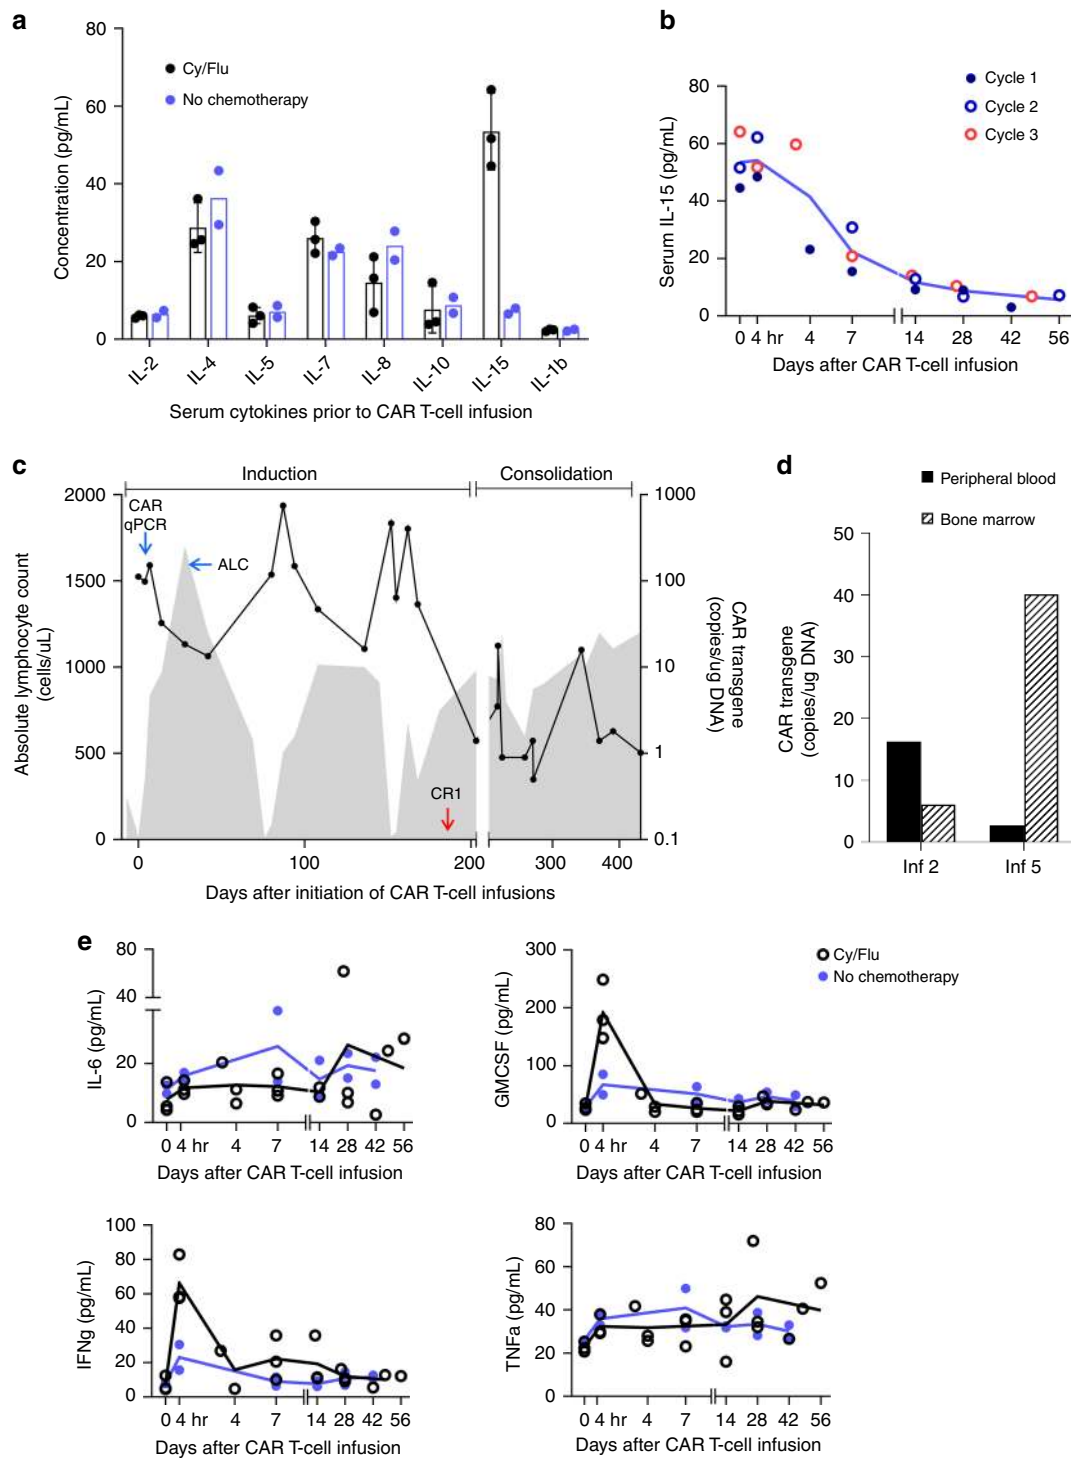 a
80
60
40
20
0
Concentration (pg/mL)
Cy/Flu
No chemotherapy
IL-2
IL-4
IL-5
IL-7
IL-8
IL-10
IL-15
IL-1b
Serum cytokines prior to CAR T-cell infusion
b
80
60
40
20
0
Serum IL-15 (pg/mL)
Cycle 1
Cycle 2
Cycle 3
0 4 hr 4 7 14 28 42 56
Days after CAR T-cell infusion
c
Induction
Consolidation
2000
1500
1000
500
0
Absolute lymphocyte count
(cells/uL)
CAR
qPCR
ALC
CR1
1000
100
10
1
0.1
CAR transgene
(copies/ug DNA)
0 100 200 300 400
Days after initiation of CAR T-cell infusions
d
Peripheral blood
Bone marrow
50
40
30
20
10
0
CAR transgene
(copies/ug DNA)
Inf 2 Inf 5
e
80
40
20
0
IL-6 (pg/mL)
0 4 hr 4 7 14 28 42 56
Days after CAR T-cell infusion
300
200
100
0
GMCSF (pg/mL)
Cy/Flu
No chemotherapy
0 4 hr 4 7 14 28 42 56
Days after CAR T-cell infusion
100
80
60
40
20
0
IFNg (pg/mL)
0 4 hr 4 7 14 28 42 56
Days after CAR T-cell infusion
80
60
40
20
0
TNFa (pg/mL)
0 4 hr 4 7 14 28 42 56
Days after CAR T-cell infusion